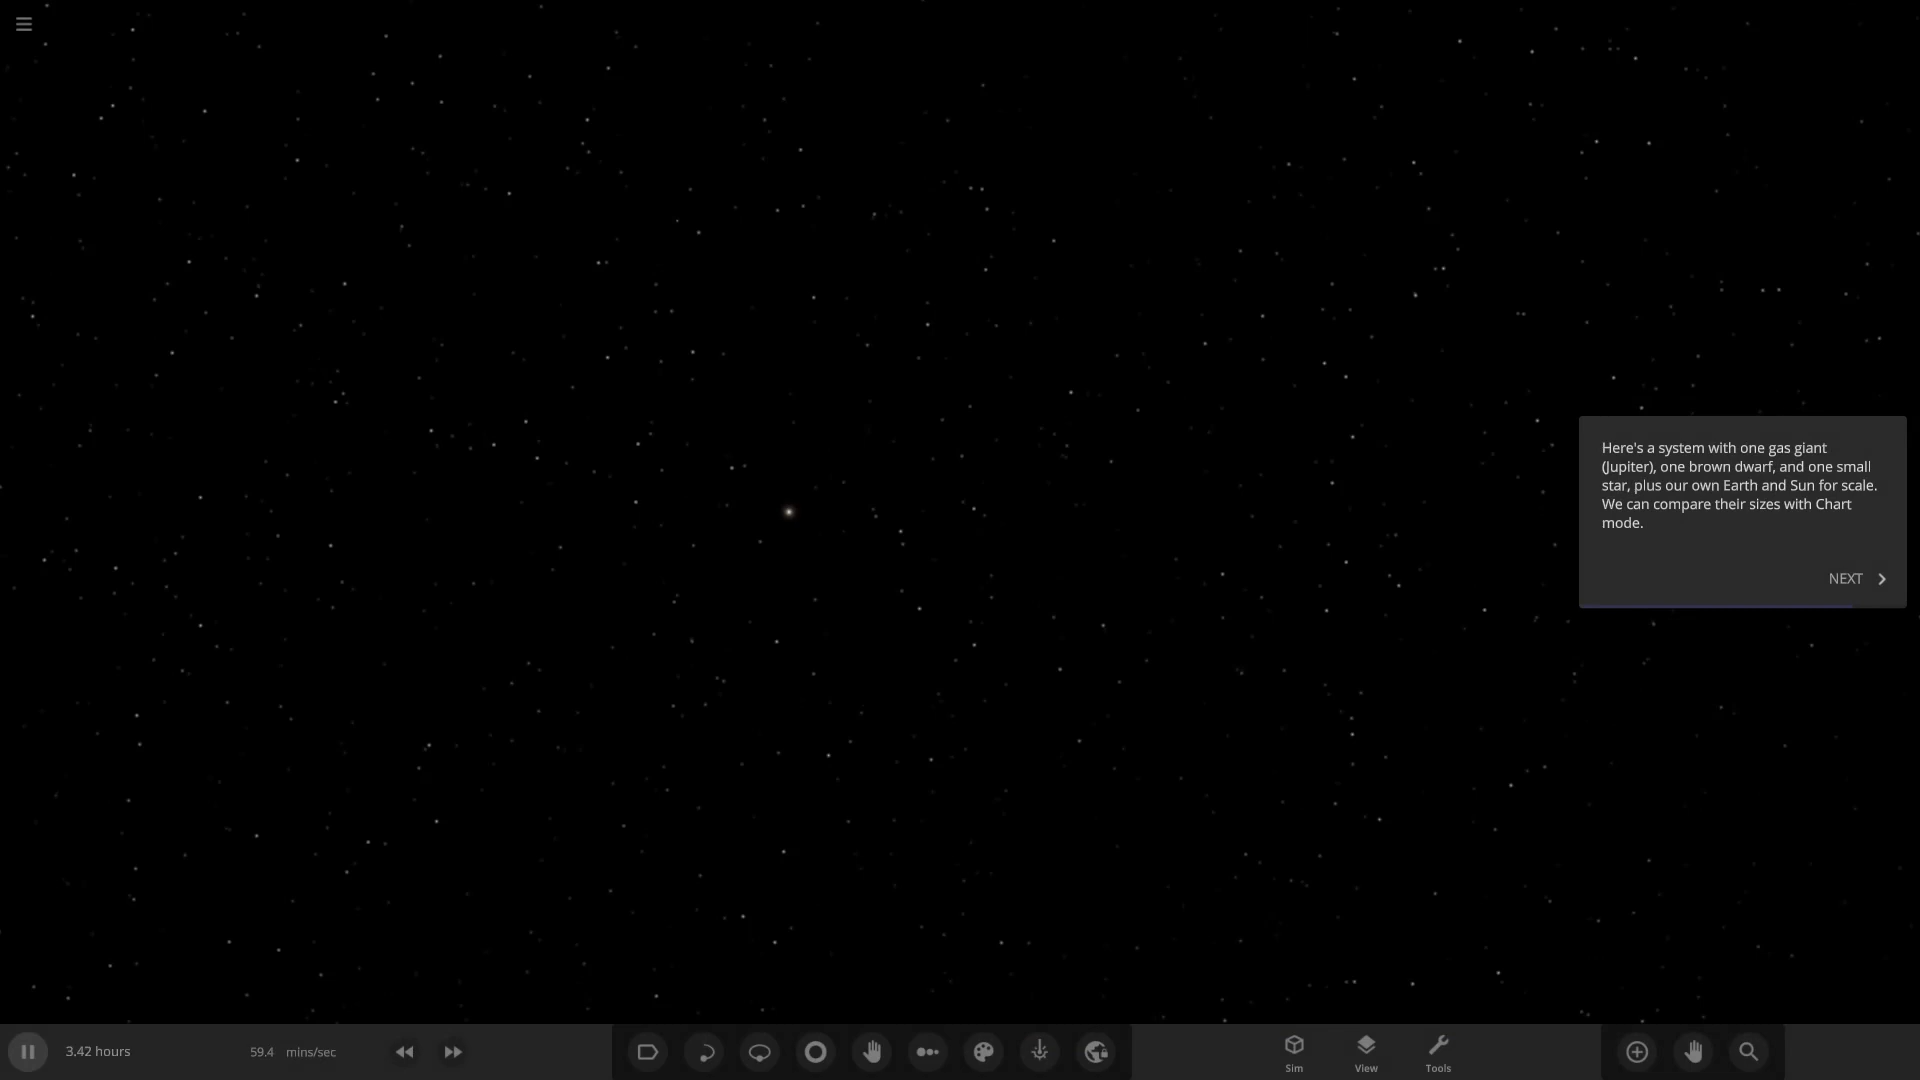 Here's a system with one gas giant
(Jupiter), one brown dwarf, and one small
star, plus our own Earth and Sun for scale.
We can compare their sizes with Chart
mode.
NEXT
3.42 hours
59.4 mins/sec
Sim
View
Tools